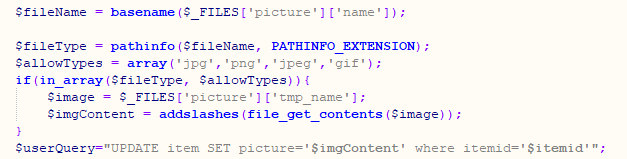 $fileName = basename($_FILES['picture']['name']);
$fileType = pathinfo($fileName, PATHINFO_EXTENSION);
$allowTypes = array('jpg','png','jpeg','gif');
if(in_array($fileType, $allowTypes)){
$image = $_FILES['picture']['tmp_name'];
$imgContent = addslashes(file_get_contents($image));
}
$userQuery="UPDATE item SET picture='$imgContent' where itemid='$itemid'";